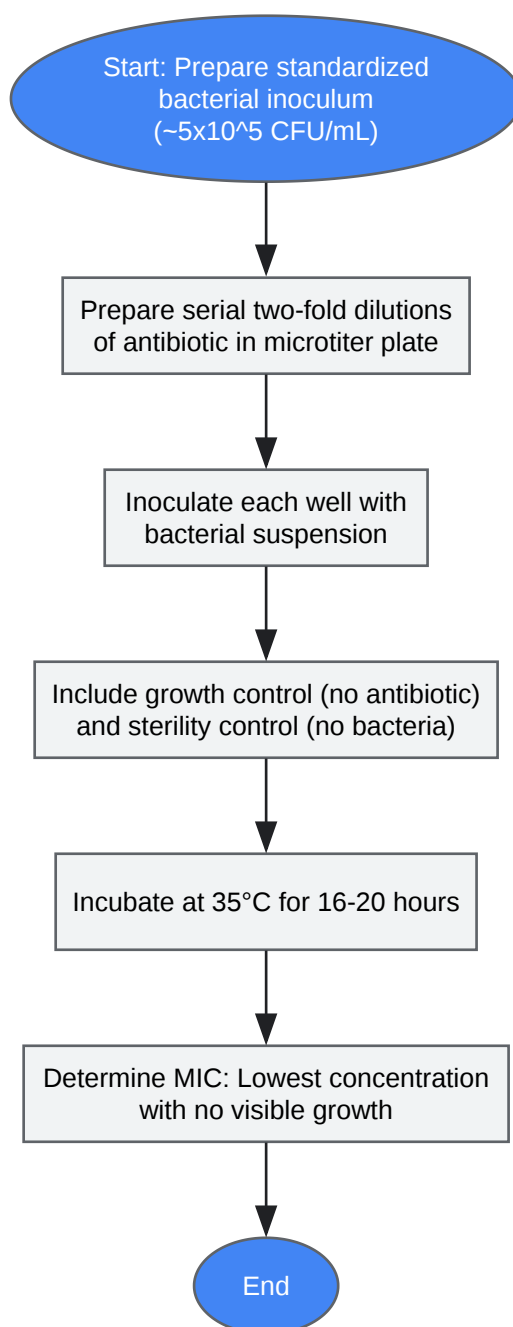 Start: Prepare standardized
bacterial inoculum
(~5x10^5 CFU/mL)
Prepare serial two-fold dilutions
of antibiotic in microtiter plate
Inoculate each well with
bacterial suspension
Include growth control (no antibiotic)
and sterility control (no bacteria)
Incubate at 35°C for 16-20 hours
Determine MIC: Lowest concentration
with no visible growth
End